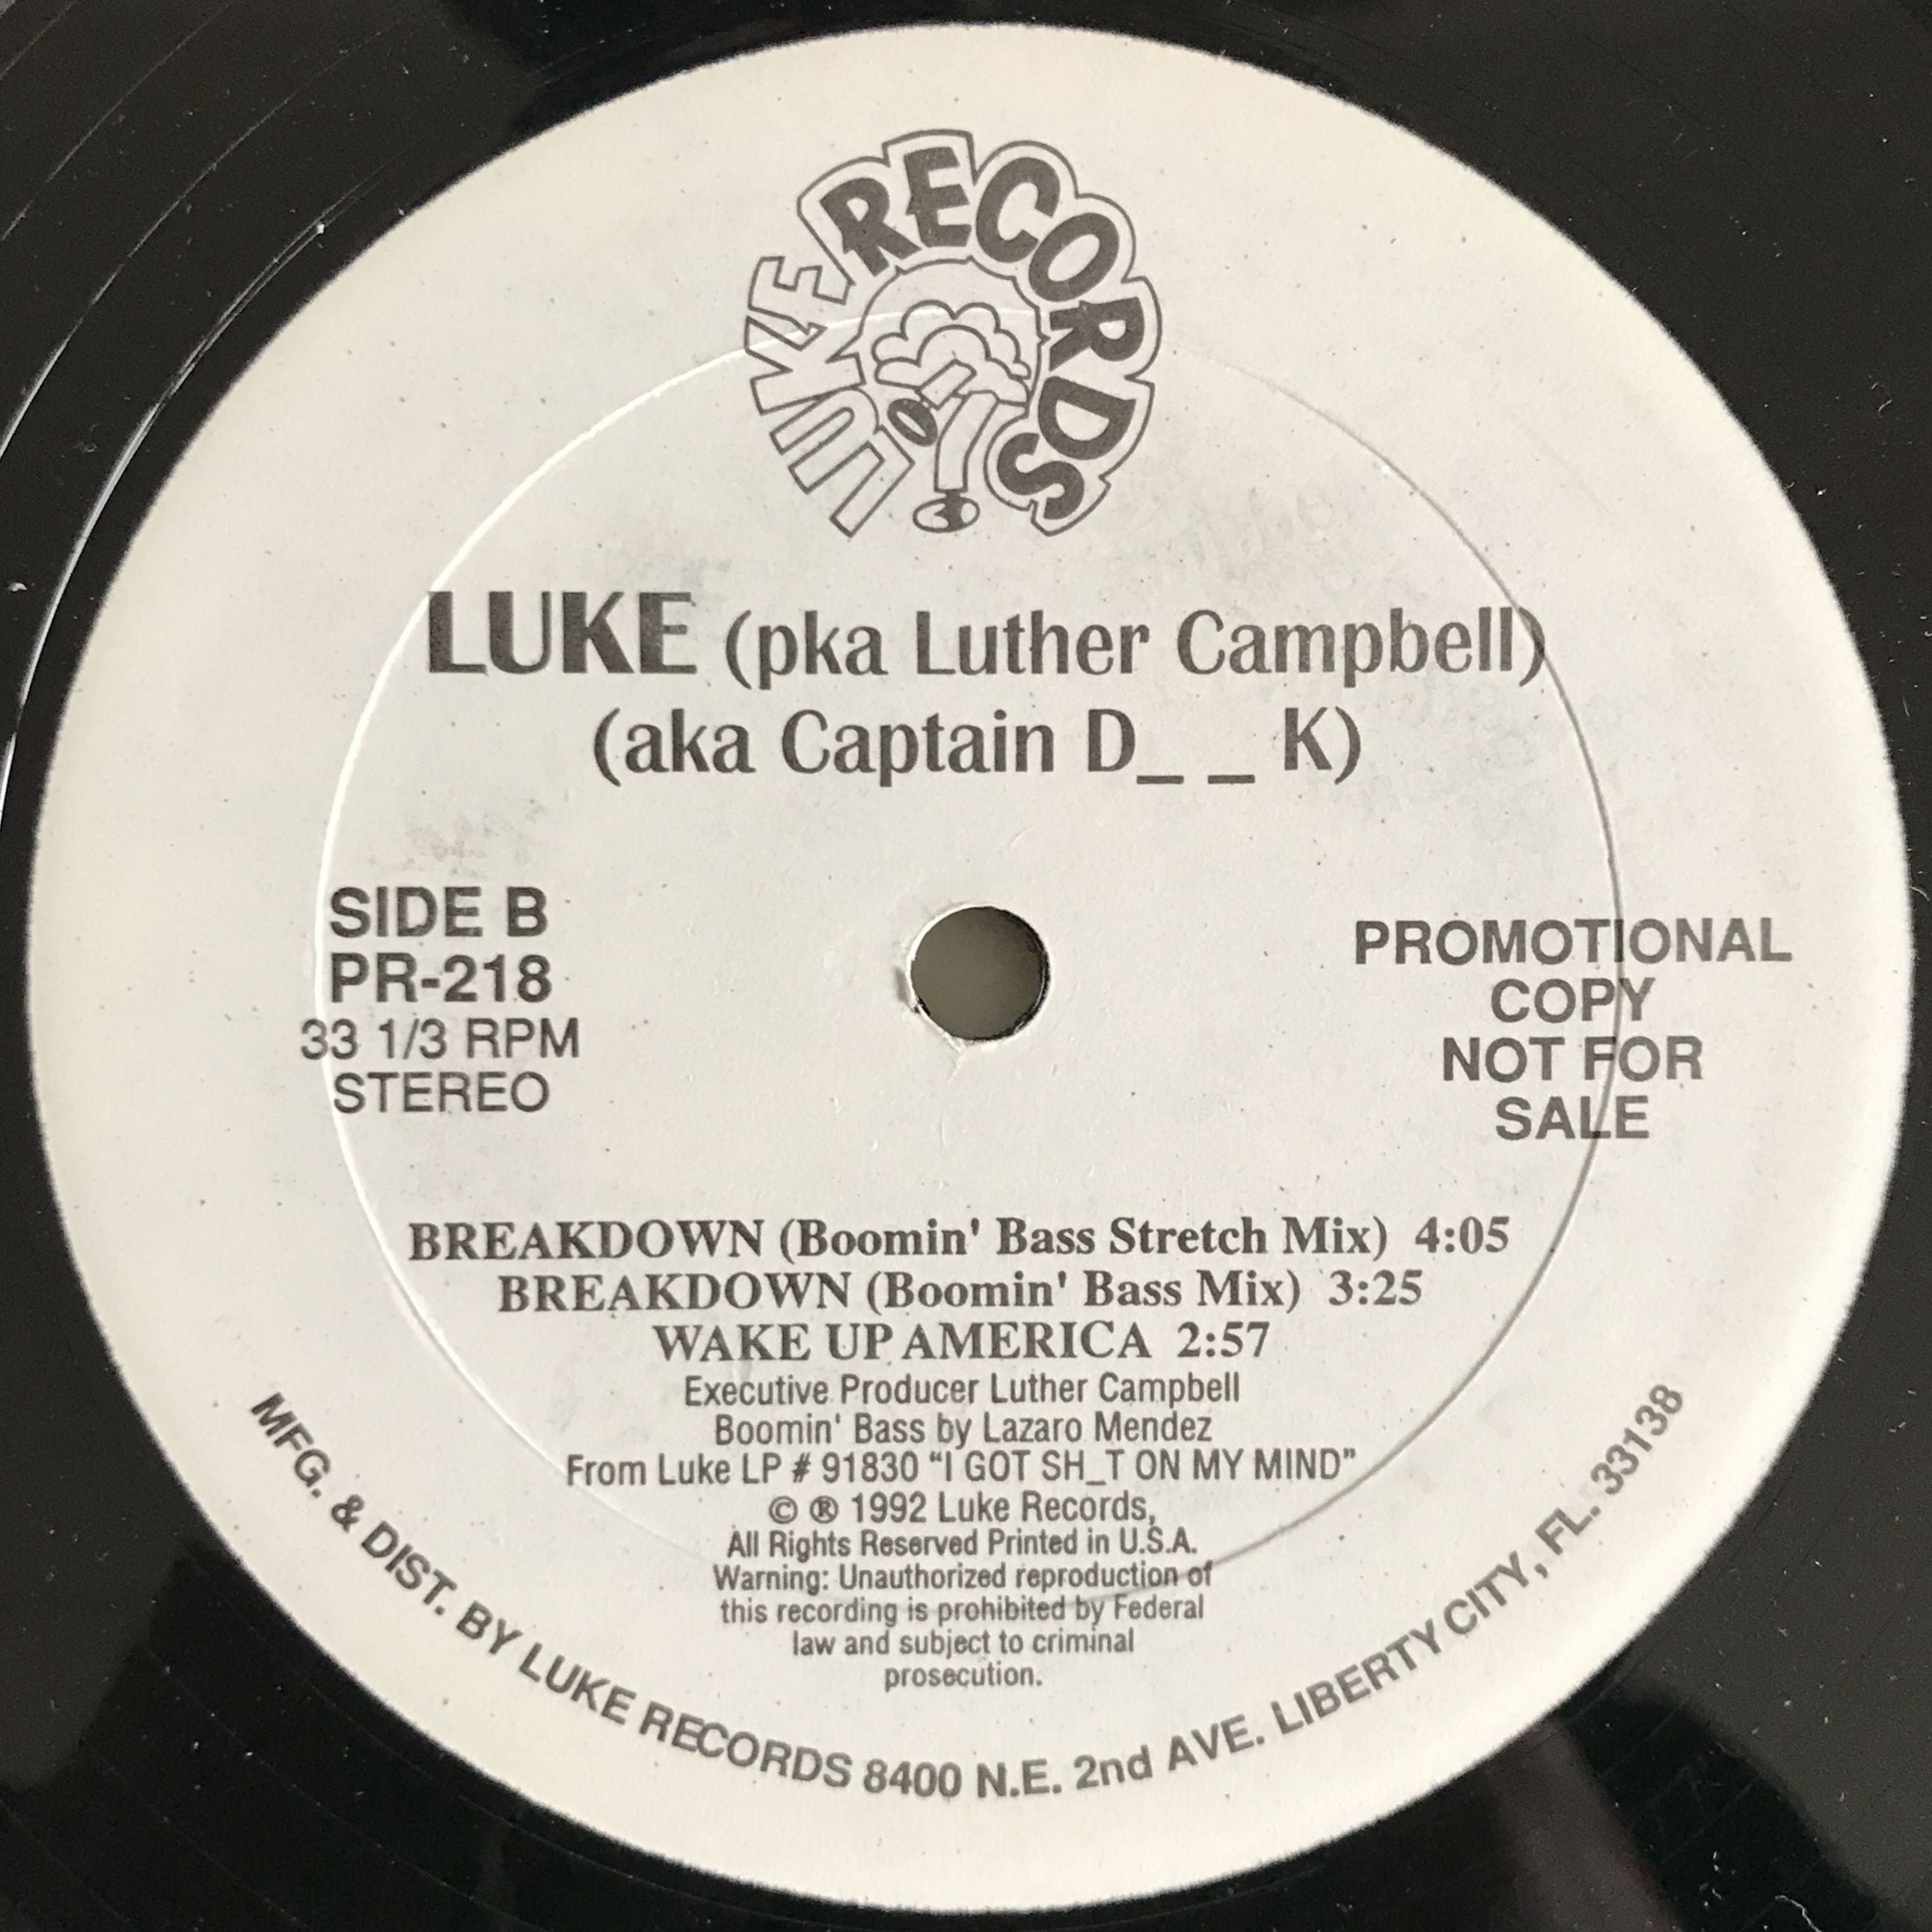 LUKE RECORDS
LUKE (pka Luther Campbell)
(aka Captain D_ _ K)
SIDE B
PR-218
33 1/3 RPM
STEREO
PROMOTIONAL
COPY
NOT FOR
SALE
BREAKDOWN (Boomin' Bass Stretch Mix) 4:05
BREAKDOWN (Boomin' Bass Mix) 3:25
WAKE UP AMERICA 2:57
Executive Producer Luther Campbell
Boomin' Bass by Lazaro Mendez
From Luke LP # 91830 “I GOT SH_T ON MY MIND”
© ® 1992 Luke Records,
All Rights Reserved Printed in U.S.A.
Warning: Unauthorized reproduction of
this recording is prohibited by Federal
law and subject to criminal
prosecution.
MFG. & DIST. BY LUKE RECORDS 8400 N.E. 2nd AVE. LIBERTY CITY, FL. 33138